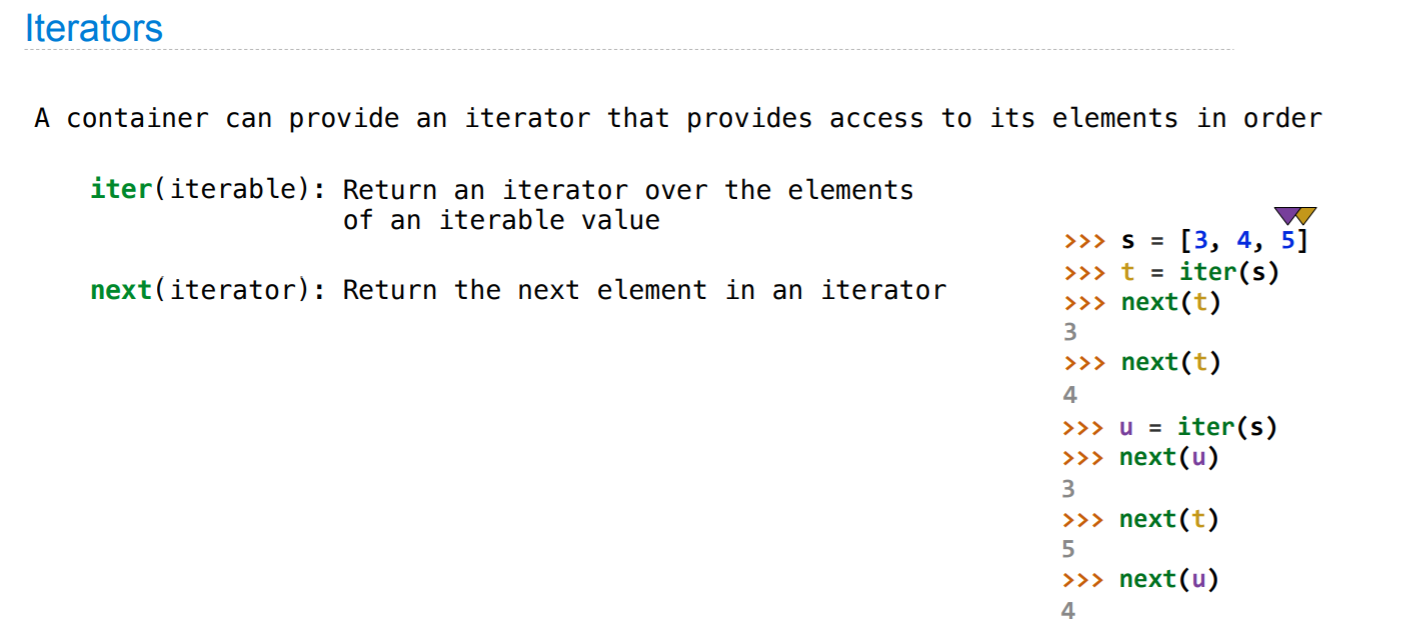 Iterators
A container can provide an iterator that provides access to its elements in order
iter(iterable): Return an iterator over the elements
of an iterable value
next(iterator): Return the next element in an iterator
>>> s = [3, 4, 5]
>>> t = iter(s)
>>> next(t)
3
>>> next(t)
4
>>> u = iter(s)
>>> next(u)
3
>>> next(t)
5
>>> next(u)
4